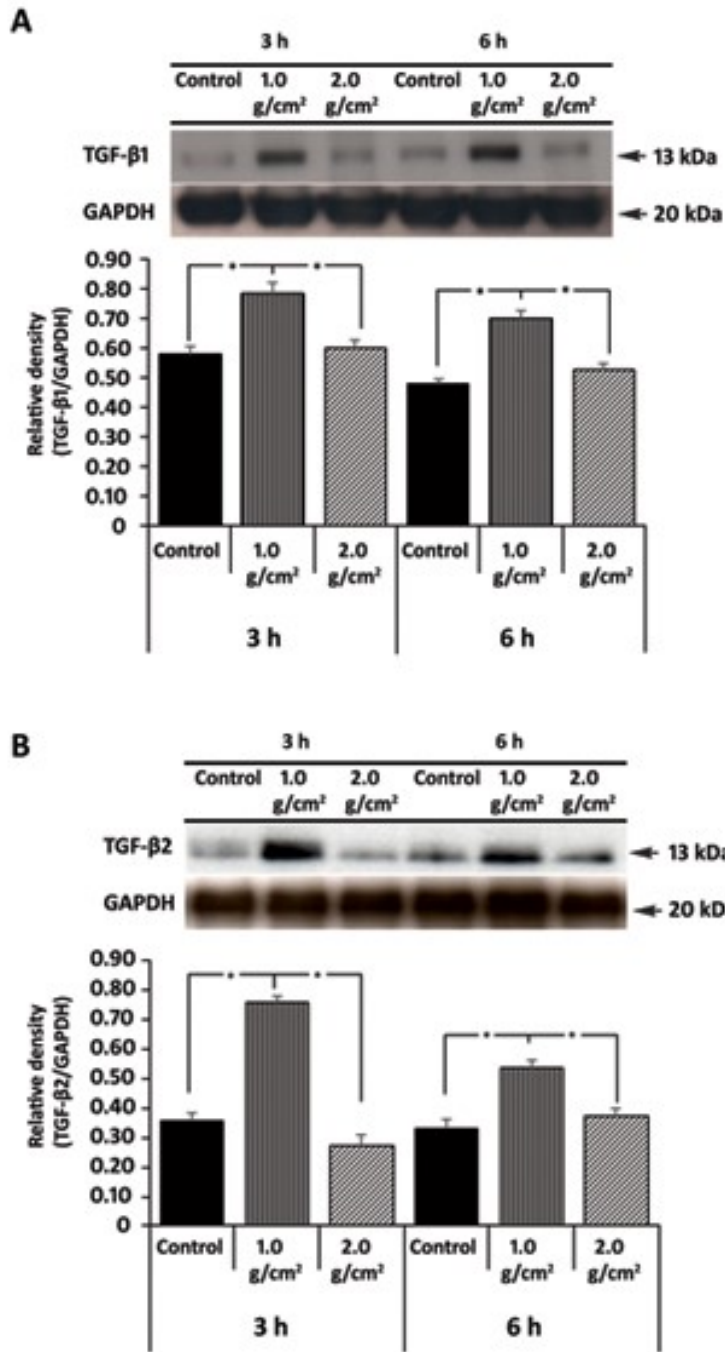 A
3 h 6 h
Control 1.0 g/cm² 2.0 g/cm² Control 1.0 g/cm² 2.0 g/cm²
TGF-β1 13 kDa
GAPDH 20 kDa
Relative density
(TGF-β1/GAPDH)
0.90
0.80
0.70
0.60
0.50
0.40
0.30
0.20
0.10
0
Control 1.0 g/cm² 2.0 g/cm² Control 1.0 g/cm² 2.0 g/cm²
3 h 6 h
B
3 h 6 h
Control 1.0 g/cm² 2.0 g/cm² Control 1.0 g/cm² 2.0 g/cm²
TGF-β2 13 kDa
GAPDH 20 kDa
Relative density
(TGF-β2/GAPDH)
0.90
0.80
0.70
0.60
0.50
0.40
0.30
0.20
0.10
0
Control 1.0 g/cm² 2.0 g/cm² Control 1.0 g/cm² 2.0 g/cm²
3 h 6 h